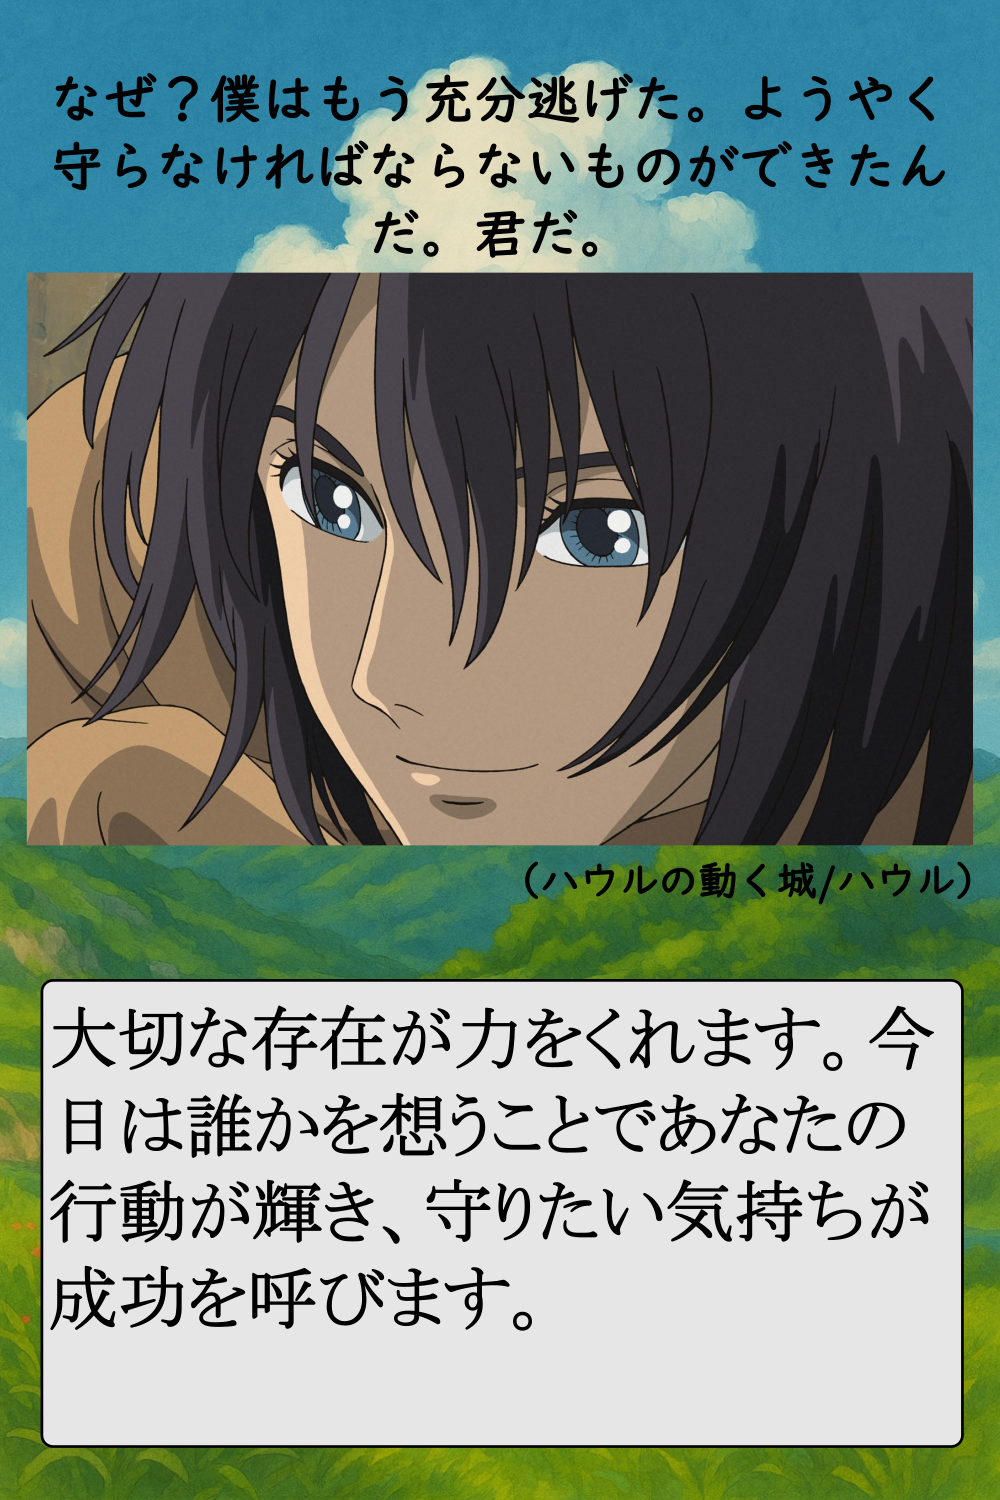 なぜ？僕はもう充分逃げた。ようやく
守らなければならないものができたん
だ。君だ。
（ハウルの動く城/ハウル）
大切な存在が力をくれます。今
日は誰かを想うことであなたの
行動が輝き、守りたい気持ちが
成功を呼びます。